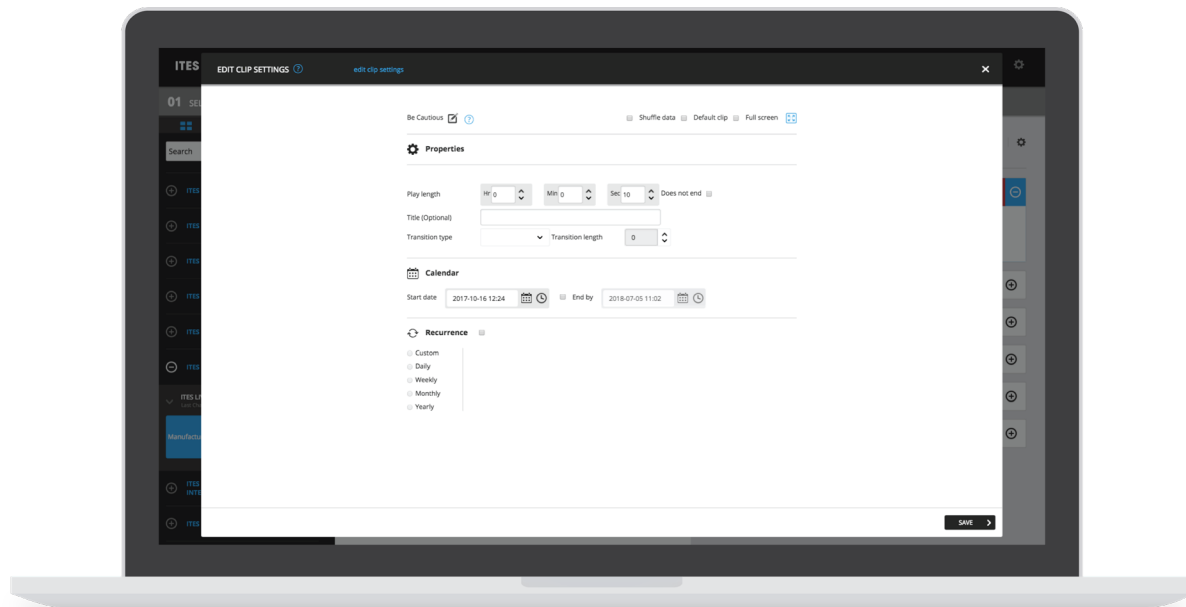 ITES
EDIT CLIP SETTINGS ? edit clip settings
01
Search
ITES
ITES
ITES
ITES
ITES
ITES
Manufactu
ITES
INTE
ITES
Be Cautious ? Shuffle data Default clip Full screen
Properties
Play length Hr 0 Min 0 Sec 10 Does not end
Title (Optional)
Transition type Transition length 0
Calendar
Start date 2017-10-16 12:24 End by 2018-07-05 11:02
Recurrence
Custom
Daily
Weekly
Monthly
Yearly
SAVE